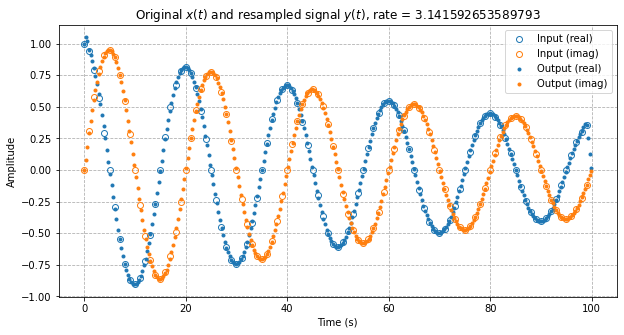 Original x(t) and resampled signal y(t), rate = 3.141592653589793
Input (real)
Input (imag)
Output (real)
Output (imag)
1.00
0.75
0.50
0.25
0.00
−0.25
−0.50
−0.75
−1.00
Amplitude
0 20 40 60 80 100
Time (s)